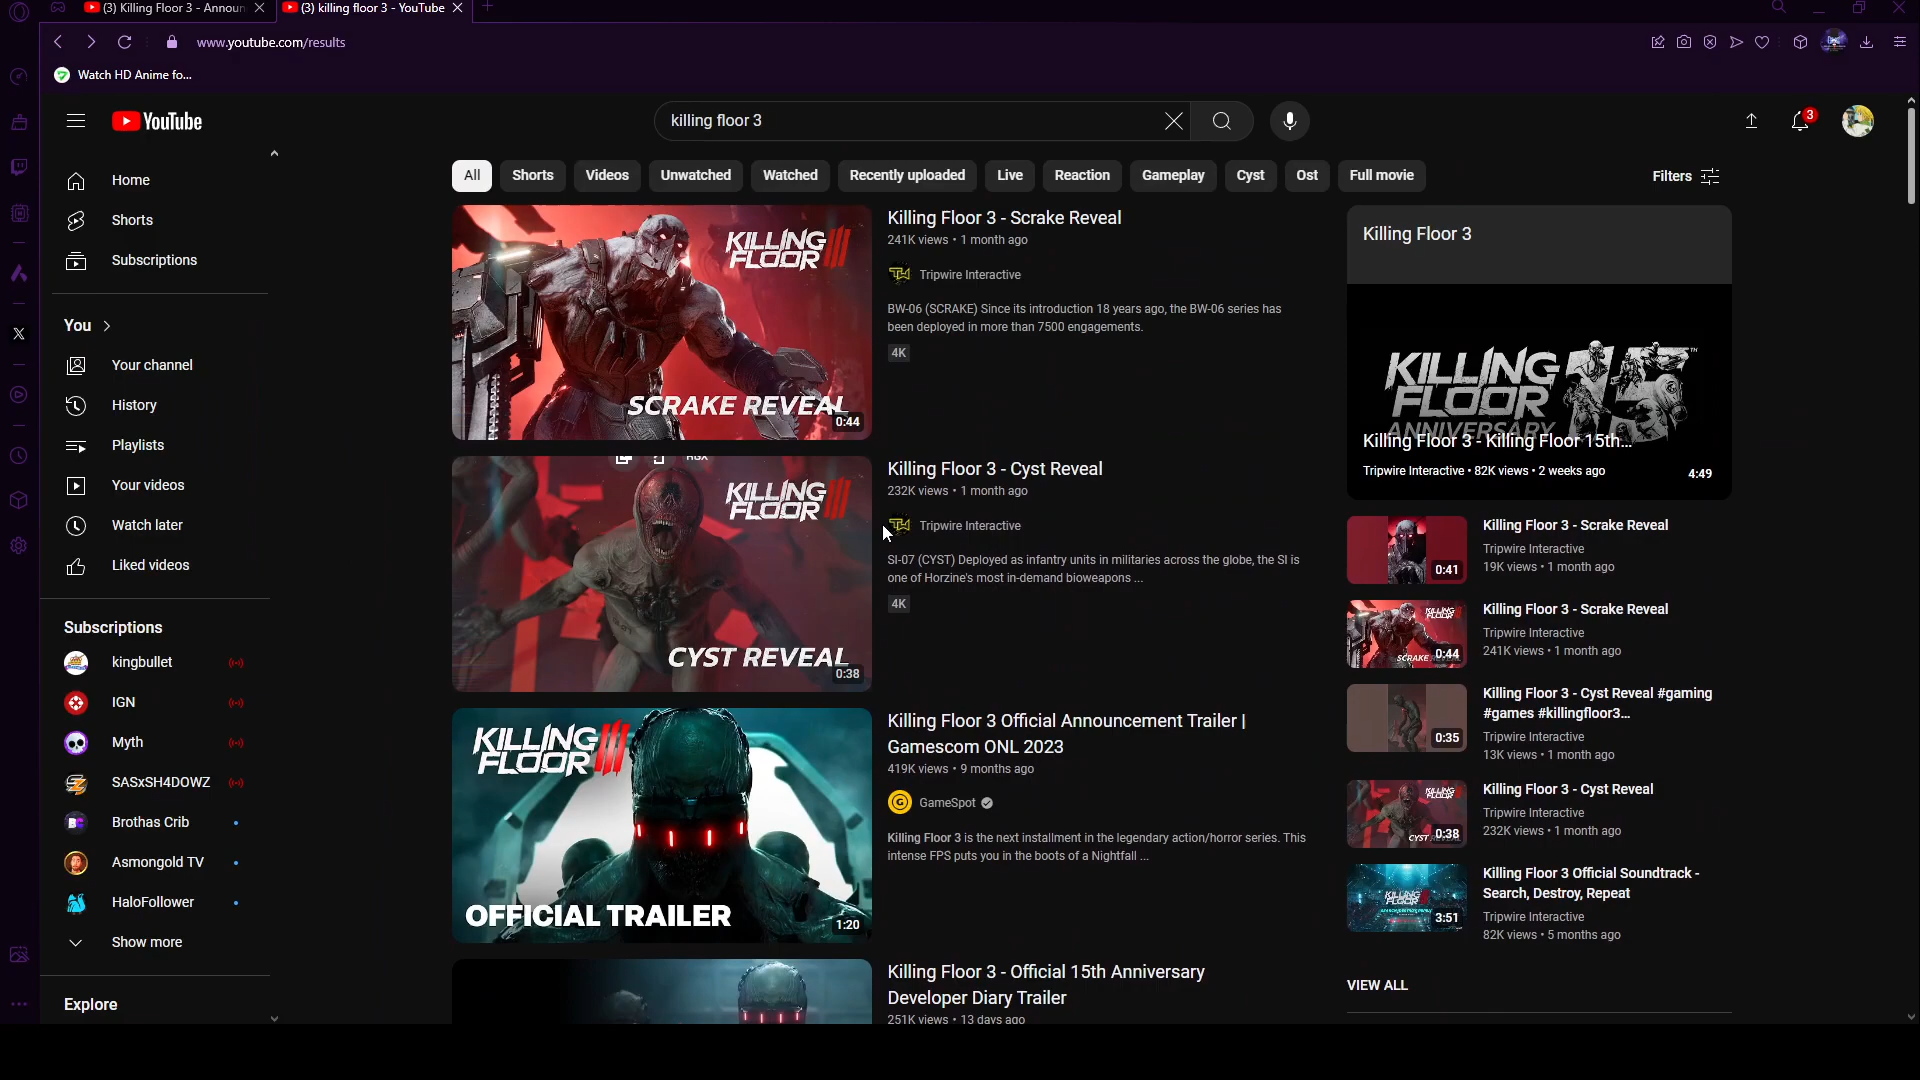 (3) Killing Floor 3 - Announ
(3) killing floor 3 - YouTube
www.youtube.com/results
Watch HD Anime fo...
YouTube
killing floor 3
3
Home
Shorts
Subscriptions
You
Your channel
History
Playlists
Your videos
Watch later
Liked videos
Subscriptions
kingbullet
IGN
Myth
SASxSH4DOWZ
Brothas Crib
Asmongold TV
HaloFollower
Show more
Explore
All
Shorts
Videos
Unwatched
Watched
Recently uploaded
Live
Reaction
Gameplay
Cyst
Ost
Full movie
Filters
KILLING
FLOOR III
SCRAKE REVEAL
0:44
Killing Floor 3 - Scrake Reveal
241K views • 1 month ago
Tripwire Interactive
BW-06 (SCRAKE) Since its introduction 18 years ago, the BW-06 series has
been deployed in more than 7500 engagements.
4K
KILLING
FLOOR III
CYST REVEAL
0:38
Killing Floor 3 - Cyst Reveal
232K views • 1 month ago
Tripwire Interactive
SI-07 (CYST) Deployed as infantry units in militaries across the globe, the SI is
one of Horzine's most in-demand bioweapons ...
4K
KILLING
FLOOR III
OFFICIAL TRAILER
1:20
Killing Floor 3 Official Announcement Trailer |
Gamescom ONL 2023
419K views • 9 months ago
GameSpot
Killing Floor 3 is the next installment in the legendary action/horror series. This
intense FPS puts you in the boots of a Nightfall ...
Killing Floor 3 - Official 15th Anniversary
Developer Diary Trailer
251K views • 13 days ago
Killing Floor 3
KILLING
FLOOR 15
ANNIVERSARY
Killing Floor 3 - Killing Floor 15th...
Tripwire Interactive • 82K views • 2 weeks ago
4:49
0:41
Killing Floor 3 - Scrake Reveal
Tripwire Interactive
19K views • 1 month ago
KILLING
FLOOR
0:44
Killing Floor 3 - Scrake Reveal
Tripwire Interactive
241K views • 1 month ago
0:35
Killing Floor 3 - Cyst Reveal #gaming
#games #killingfloor3...
Tripwire Interactive
13K views • 1 month ago
KILLING
FLOOR
0:38
Killing Floor 3 - Cyst Reveal
Tripwire Interactive
232K views • 1 month ago
KILLING
FLOOR
3:51
Killing Floor 3 Official Soundtrack -
Search, Destroy, Repeat
Tripwire Interactive
82K views • 5 months ago
VIEW ALL